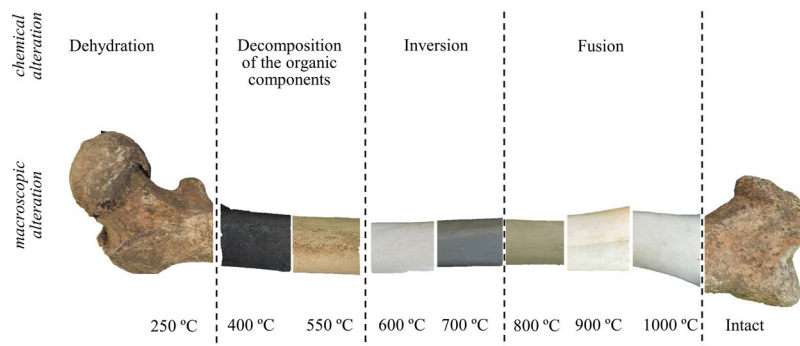 chemical
alteration
Dehydration
Decomposition
of the organic
components
Inversion
Fusion
macroscopic
alteration
250 ºC
400 ºC
550 ºC
600 ºC
700 ºC
800 ºC
900 ºC
1000 ºC
Intact